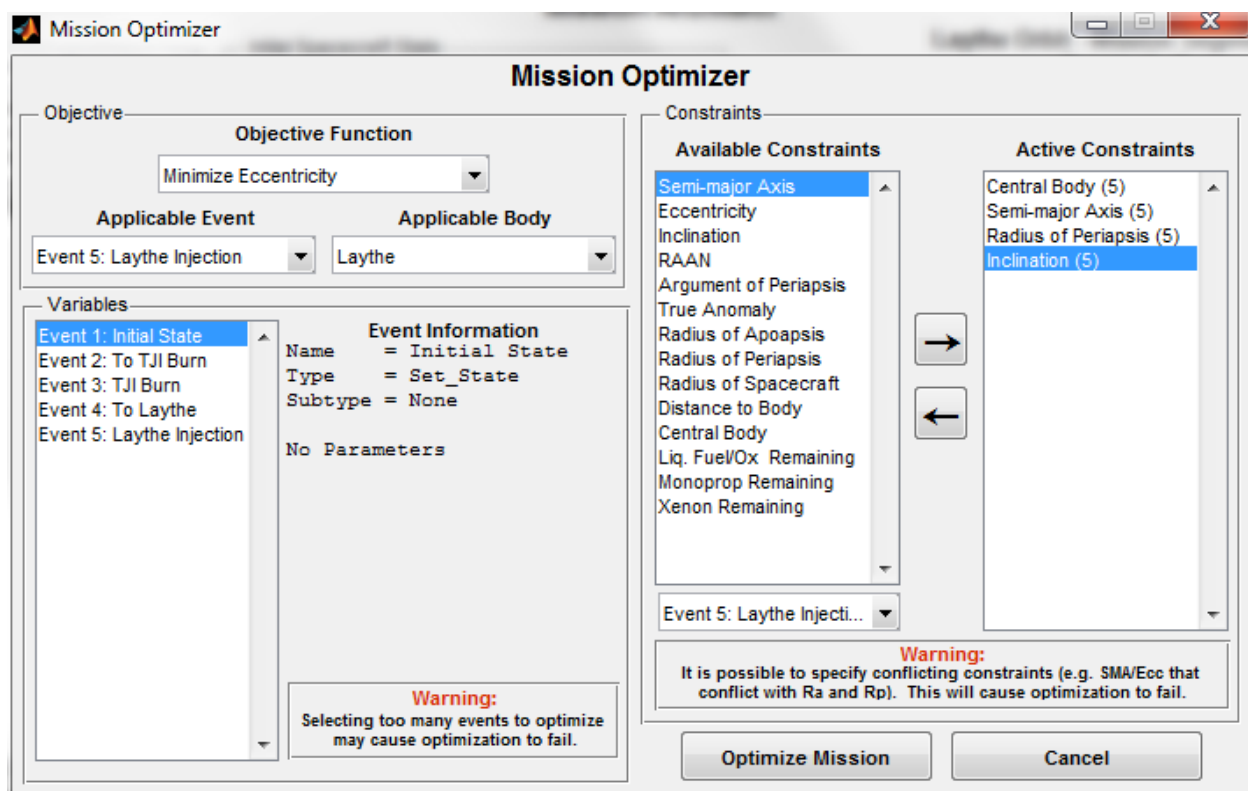 Mission Optimizer
Mission Optimizer
Objective
Objective Function
Minimize Eccentricity
Applicable Event
Applicable Body
Event 5: Laythe Injection
Laythe
Variables
Event 1: Initial State
Event 2: To TJI Burn
Event 3: TJI Burn
Event 4: To Laythe
Event 5: Laythe Injection
Event Information
Name = Initial State
Type = Set_State
Subtype = None
No Parameters
Warning:
Selecting too many events to optimize
may cause optimization to fail.
Constraints
Available Constraints
Semi-major Axis
Eccentricity
Inclination
RAAN
Argument of Periapsis
True Anomaly
Radius of Apoapsis
Radius of Periapsis
Radius of Spacecraft
Distance to Body
Central Body
Liq. Fuel/Ox Remaining
Monoprop Remaining
Xenon Remaining
Event 5: Laythe Injecti...
→
←
Active Constraints
Central Body (5)
Semi-major Axis (5)
Radius of Periapsis (5)
Inclination (5)
Warning:
It is possible to specify conflicting constraints (e.g. SMA/Ecc that
conflict with Ra and Rp). This will cause optimization to fail.
Optimize Mission
Cancel